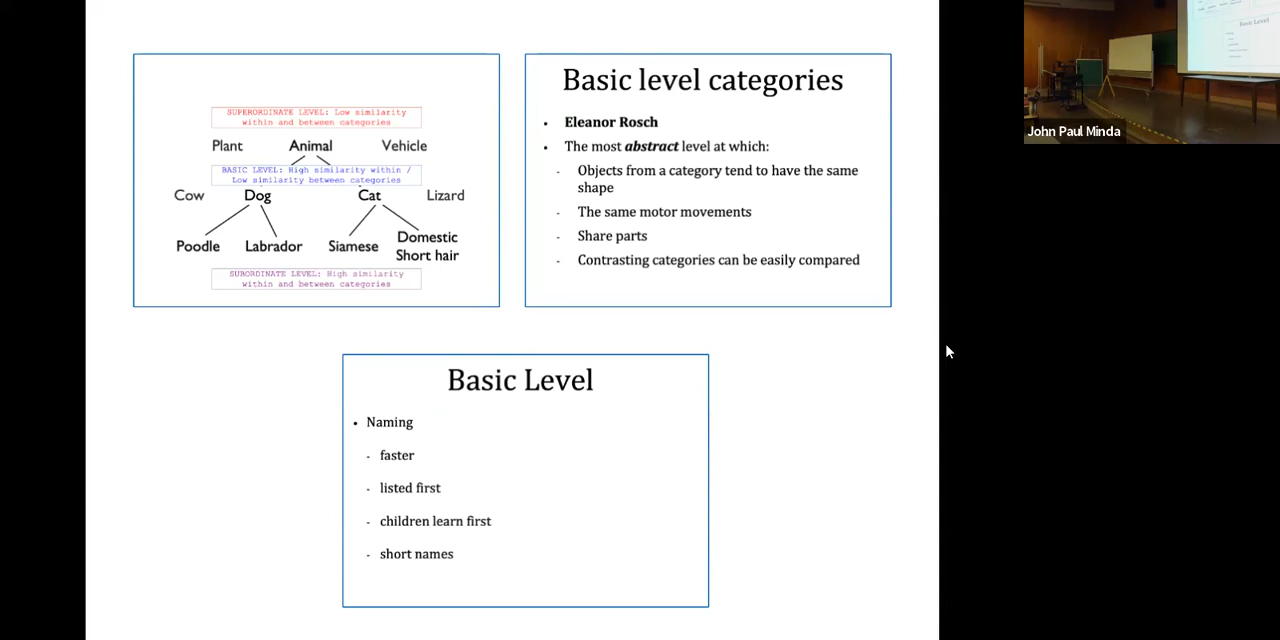 SUPERORDINATE LEVEL: Low similarity
within and between categories
Plant Animal Vehicle
BASIC LEVEL: High similarity within /
Low similarity between categories
Cow Dog Cat Lizard
Poodle Labrador Siamese Domestic
Short hair
SUBORDINATE LEVEL: High similarity
within and between categories
Basic level categories
• Eleanor Rosch
• The most abstract level at which:
- Objects from a category tend to have the same
shape
- The same motor movements
- Share parts
- Contrasting categories can be easily compared
Basic Level
• Naming
- faster
- listed first
- children learn first
- short names
Basic Level
John Paul Minda